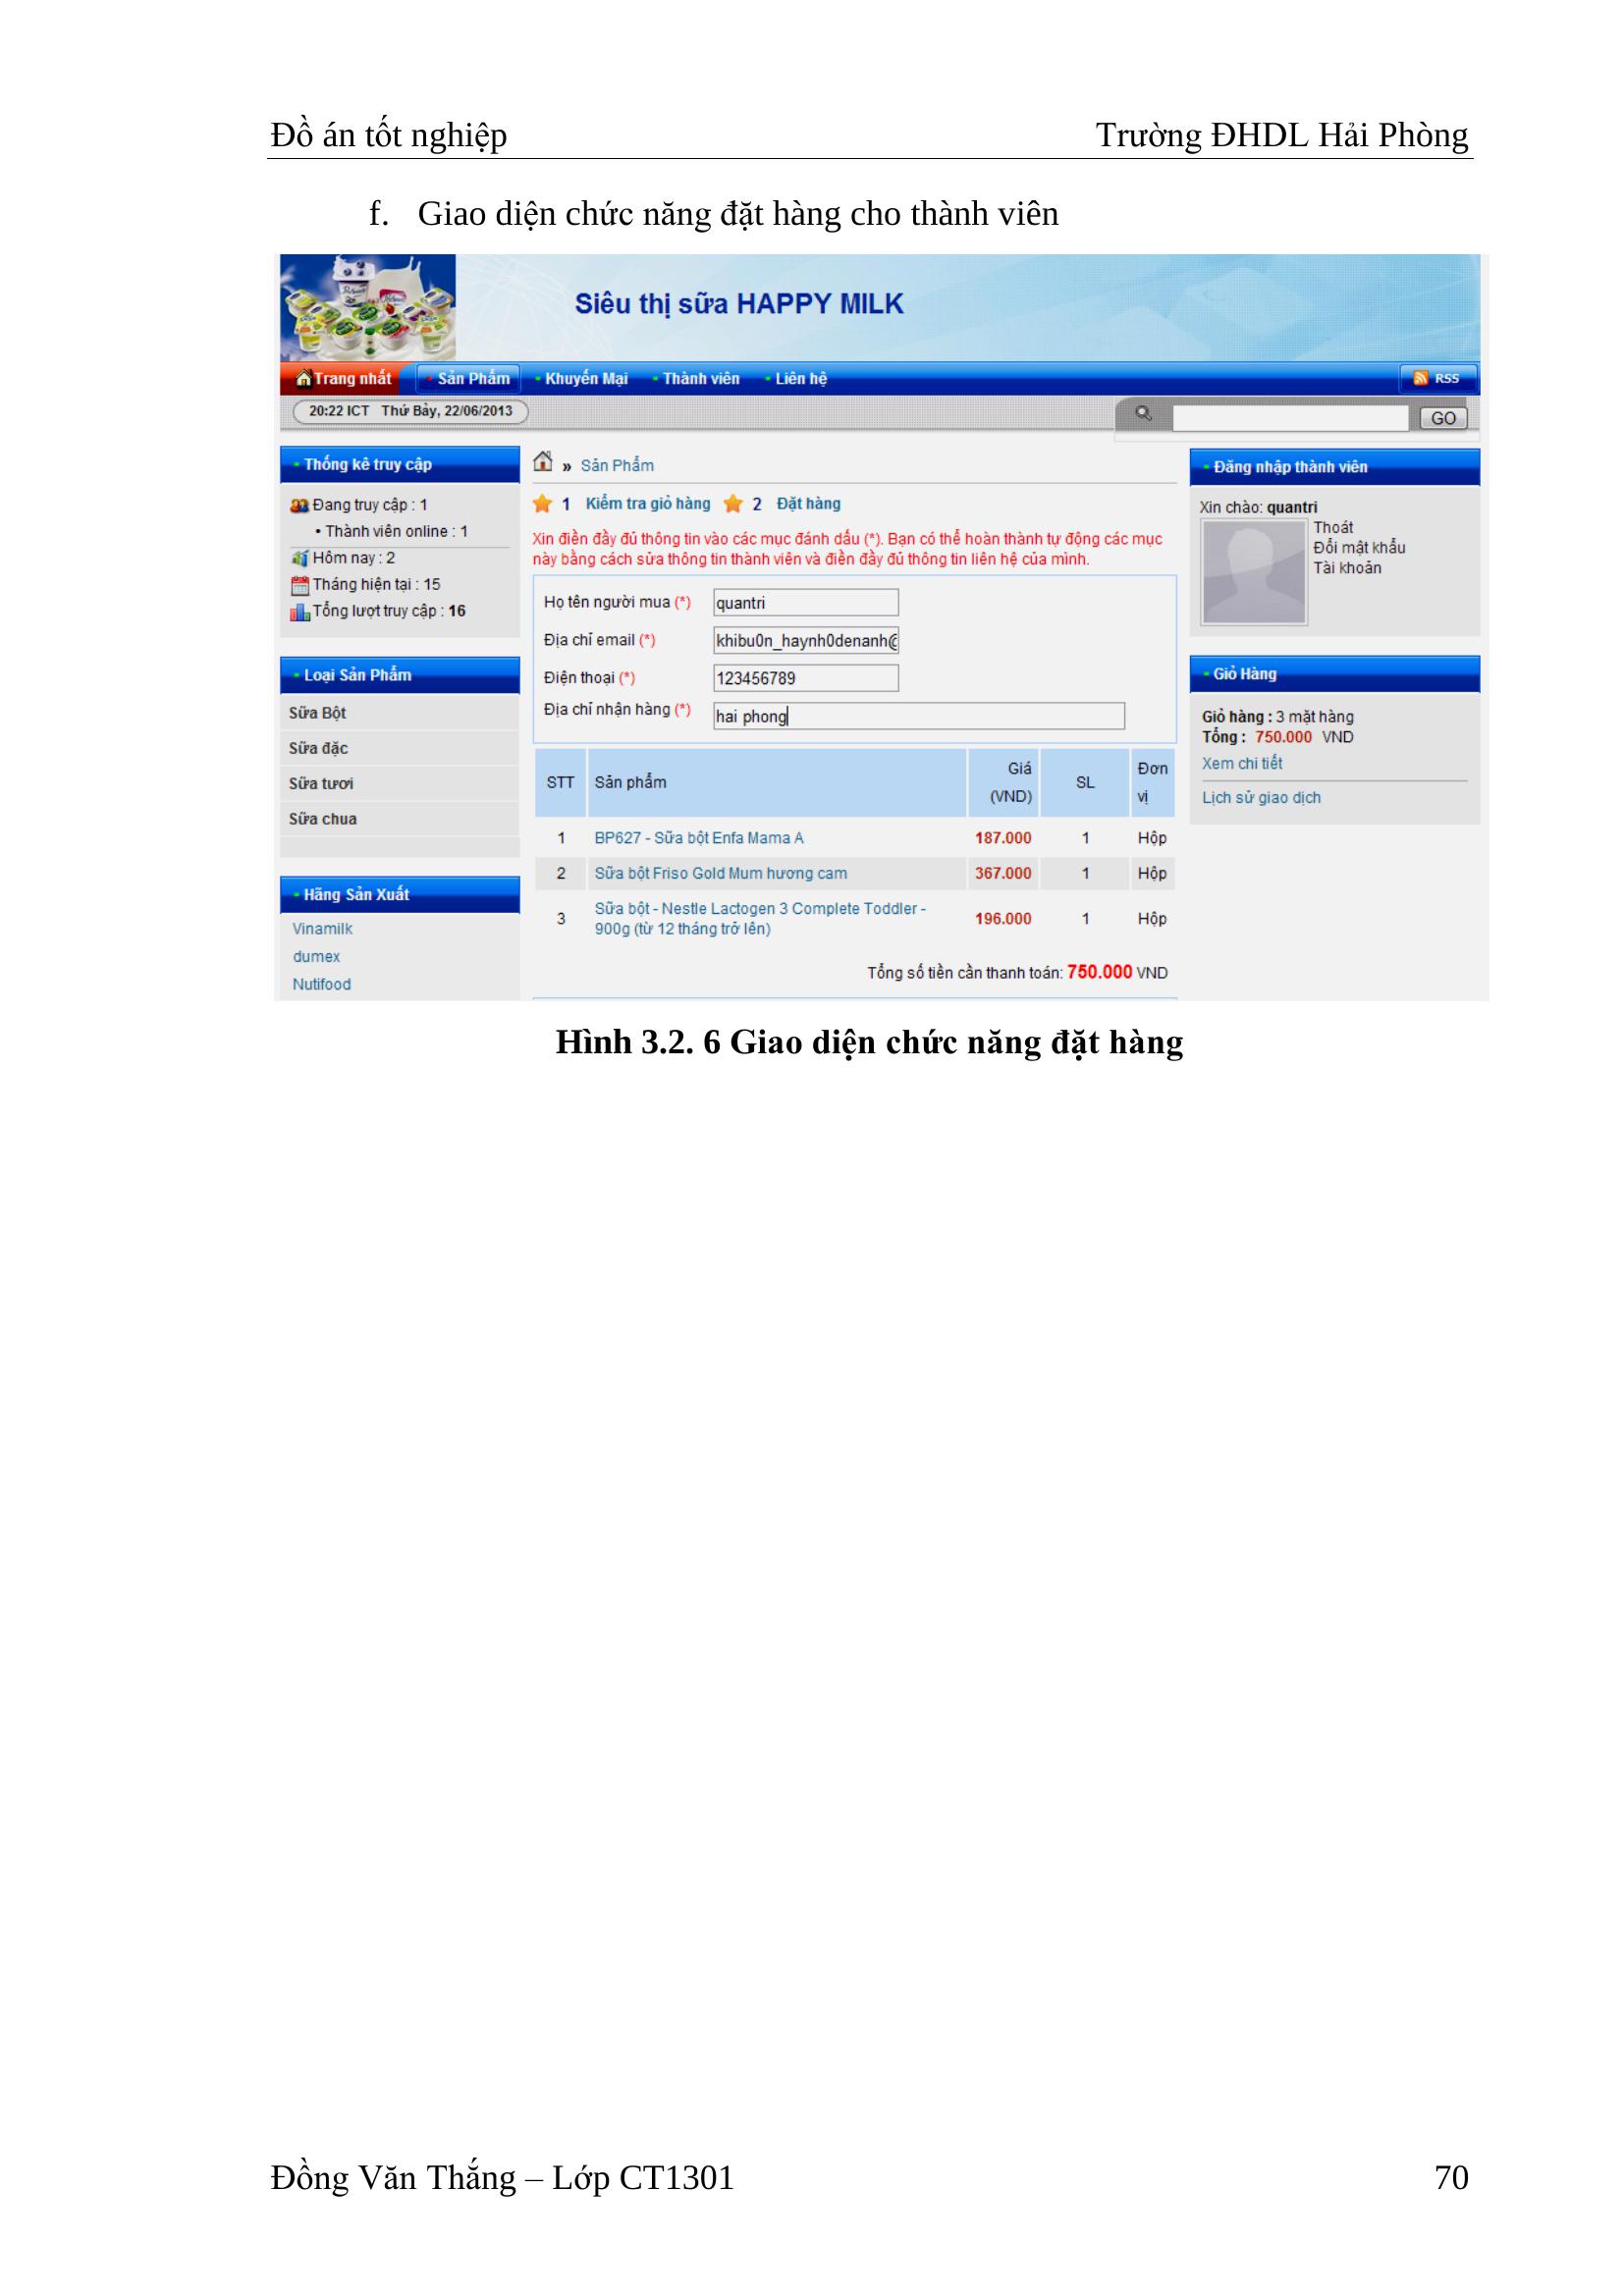 Đồ án tốt nghiệp Trường ĐHDL Hải Phòng
f. Giao diện chức năng đặt hàng cho thành viên
Siêu thị sữa HAPPY MILK
Trang nhất Sản Phẩm Khuyến Mại Thành viên Liên hệ RSS
20:22 ICT Thứ Bảy, 22/06/2013 GO
Thống kê truy cập
Đang truy cập : 1
• Thành viên online : 1
Hôm nay : 2
Tháng hiện tại : 15
Tổng lượt truy cập : 16
Loại Sản Phẩm
Sữa Bột
Sữa đặc
Sữa tươi
Sữa chua
Hãng Sản Xuất
Vinamilk
dumex
Nutifood
» Sản Phẩm
1 Kiểm tra giỏ hàng 2 Đặt hàng
Xin điền đầy đủ thông tin vào các mục đánh dấu (*). Bạn có thể hoàn thành tự động các mục
này bằng cách sửa thông tin thành viên và điền đầy đủ thông tin liên hệ của mình.
Họ tên người mua (*) quantri
Địa chỉ email (*) khibu0n_haynh0denanh@
Điện thoại (*) 123456789
Địa chỉ nhận hàng (*) hai phong
STT Sản phẩm Giá (VND) SL Đơn vị
1 BP627 - Sữa bột Enfa Mama A 187.000 1 Hộp
2 Sữa bột Friso Gold Mum hương cam 367.000 1 Hộp
3 Sữa bột - Nestle Lactogen 3 Complete Toddler -
900g (từ 12 tháng trở lên) 196.000 1 Hộp
Tổng số tiền cần thanh toán: 750.000 VND
Đăng nhập thành viên
Xin chào: quantri
Thoát
Đổi mật khẩu
Tài khoản
Giỏ Hàng
Giỏ hàng : 3 mặt hàng
Tổng : 750.000 VND
Xem chi tiết
Lịch sử giao dịch
Hình 3.2. 6 Giao diện chức năng đặt hàng
Đồng Văn Thắng – Lớp CT1301 70